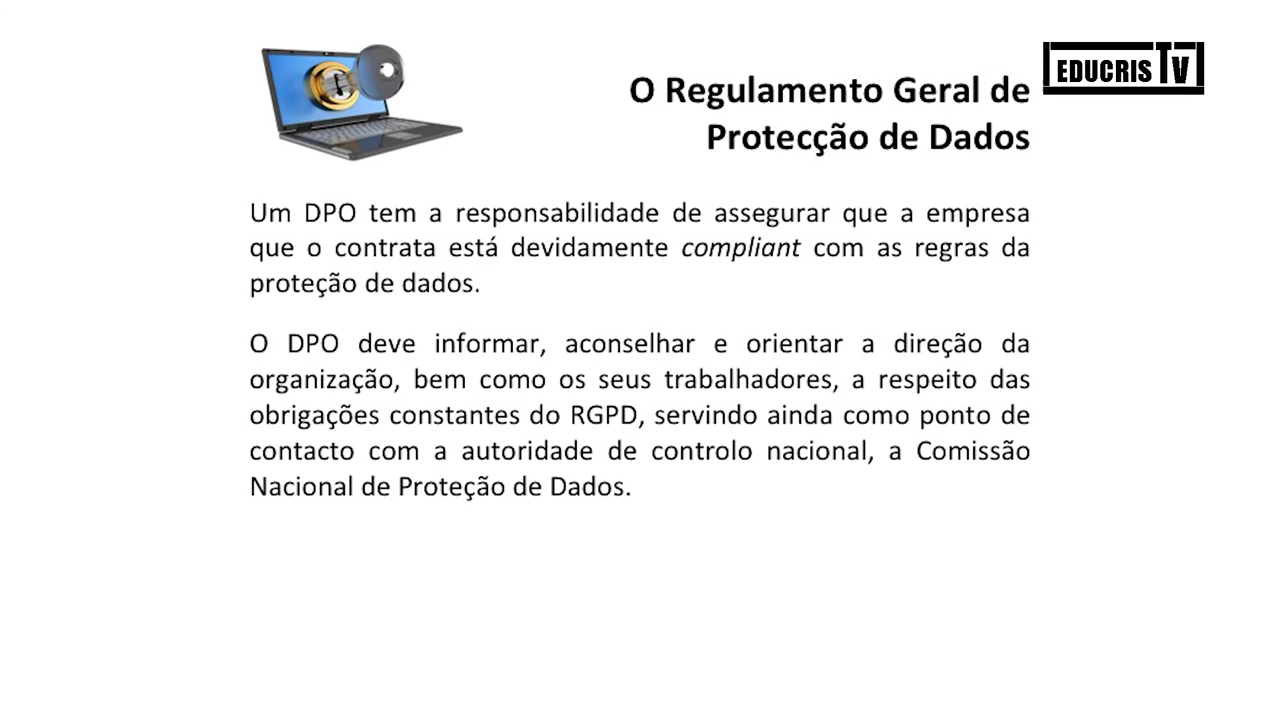 EDUCRIS TV
O Regulamento Geral de
Protecção de Dados
Um DPO tem a responsabilidade de assegurar que a empresa
que o contrata está devidamente compliant com as regras da
proteção de dados.
O DPO deve informar, aconselhar e orientar a direção da
organização, bem como os seus trabalhadores, a respeito das
obrigações constantes do RGPD, servindo ainda como ponto de
contacto com a autoridade de controlo nacional, a Comissão
Nacional de Proteção de Dados.